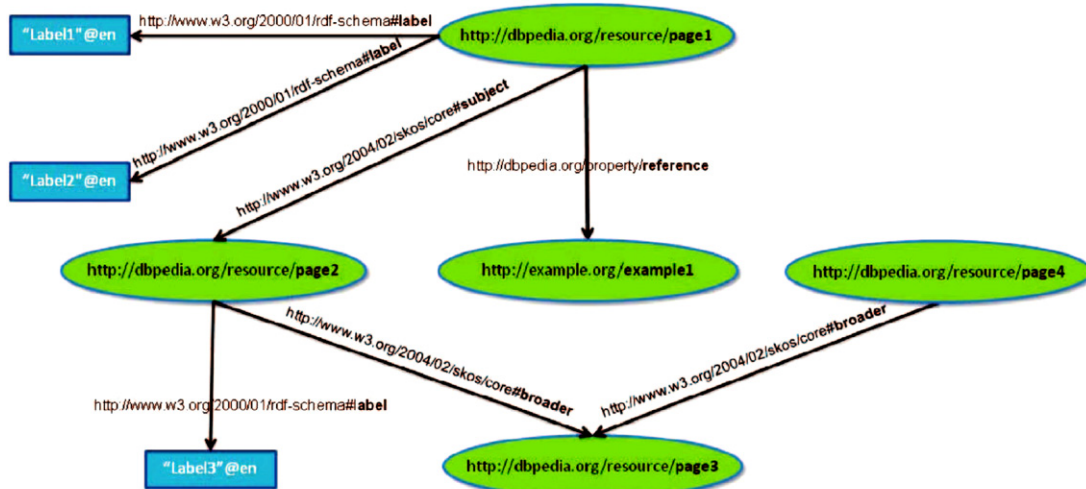 http://www.w3.org/2000/01/rdf-schema#label
"Label1"@en
http://dbpedia.org/resource/page1
http://www.w3.org/2000/01/rdf-schema#label
http://www.w3.org/2004/02/skos/core#subject
http://dbpedia.org/property/reference
"Label2"@en
http://dbpedia.org/resource/page2
http://example.org/example1
http://dbpedia.org/resource/page4
http://www.w3.org/2004/02/skos/core#broader
http://www.w3.org/2004/02/skos/core#broader
http://www.w3.org/2000/01/rdf-schema#label
"Label3"@en
http://dbpedia.org/resource/page3